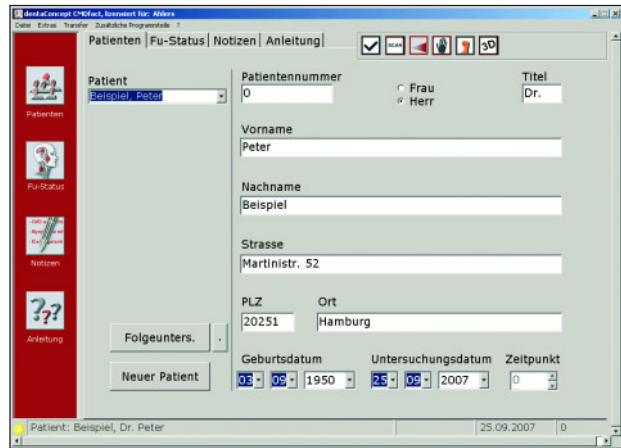 dentaConcept CMDfact, lizensiert für: Ahlers
Datei Extras Transfer Zusätzliche Programmteile ?
Patienten Fu-Status Notizen Anleitung
SCAN 3D
Patient
Beispiel, Peter
Patientennummer
0
Frau
Herr
Titel
Dr.
Vorname
Peter
Nachname
Beispiel
Strasse
Martinistr. 52
PLZ Ort
20251 Hamburg
Geburtsdatum Untersuchungsdatum Zeitpunkt
03 09 1950 25 09 2007 0
Patienten
Fu-Status
Notizen
???
Anleitung
Folgeunters. .
Neuer Patient
Patient: Beispiel, Dr. Peter 25.09.2007 0